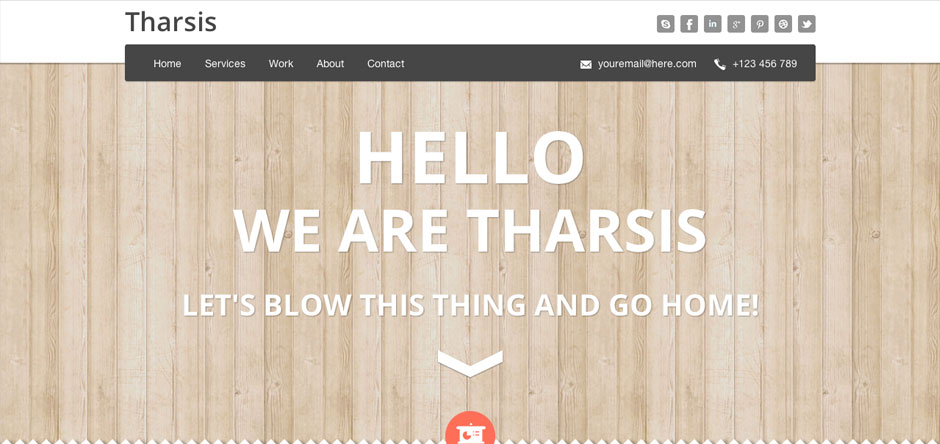 Tharsis
Home Services Work About Contact youremail@here.com +123 456 789
HELLO
WE ARE THARSIS
LET'S BLOW THIS THING AND GO HOME!